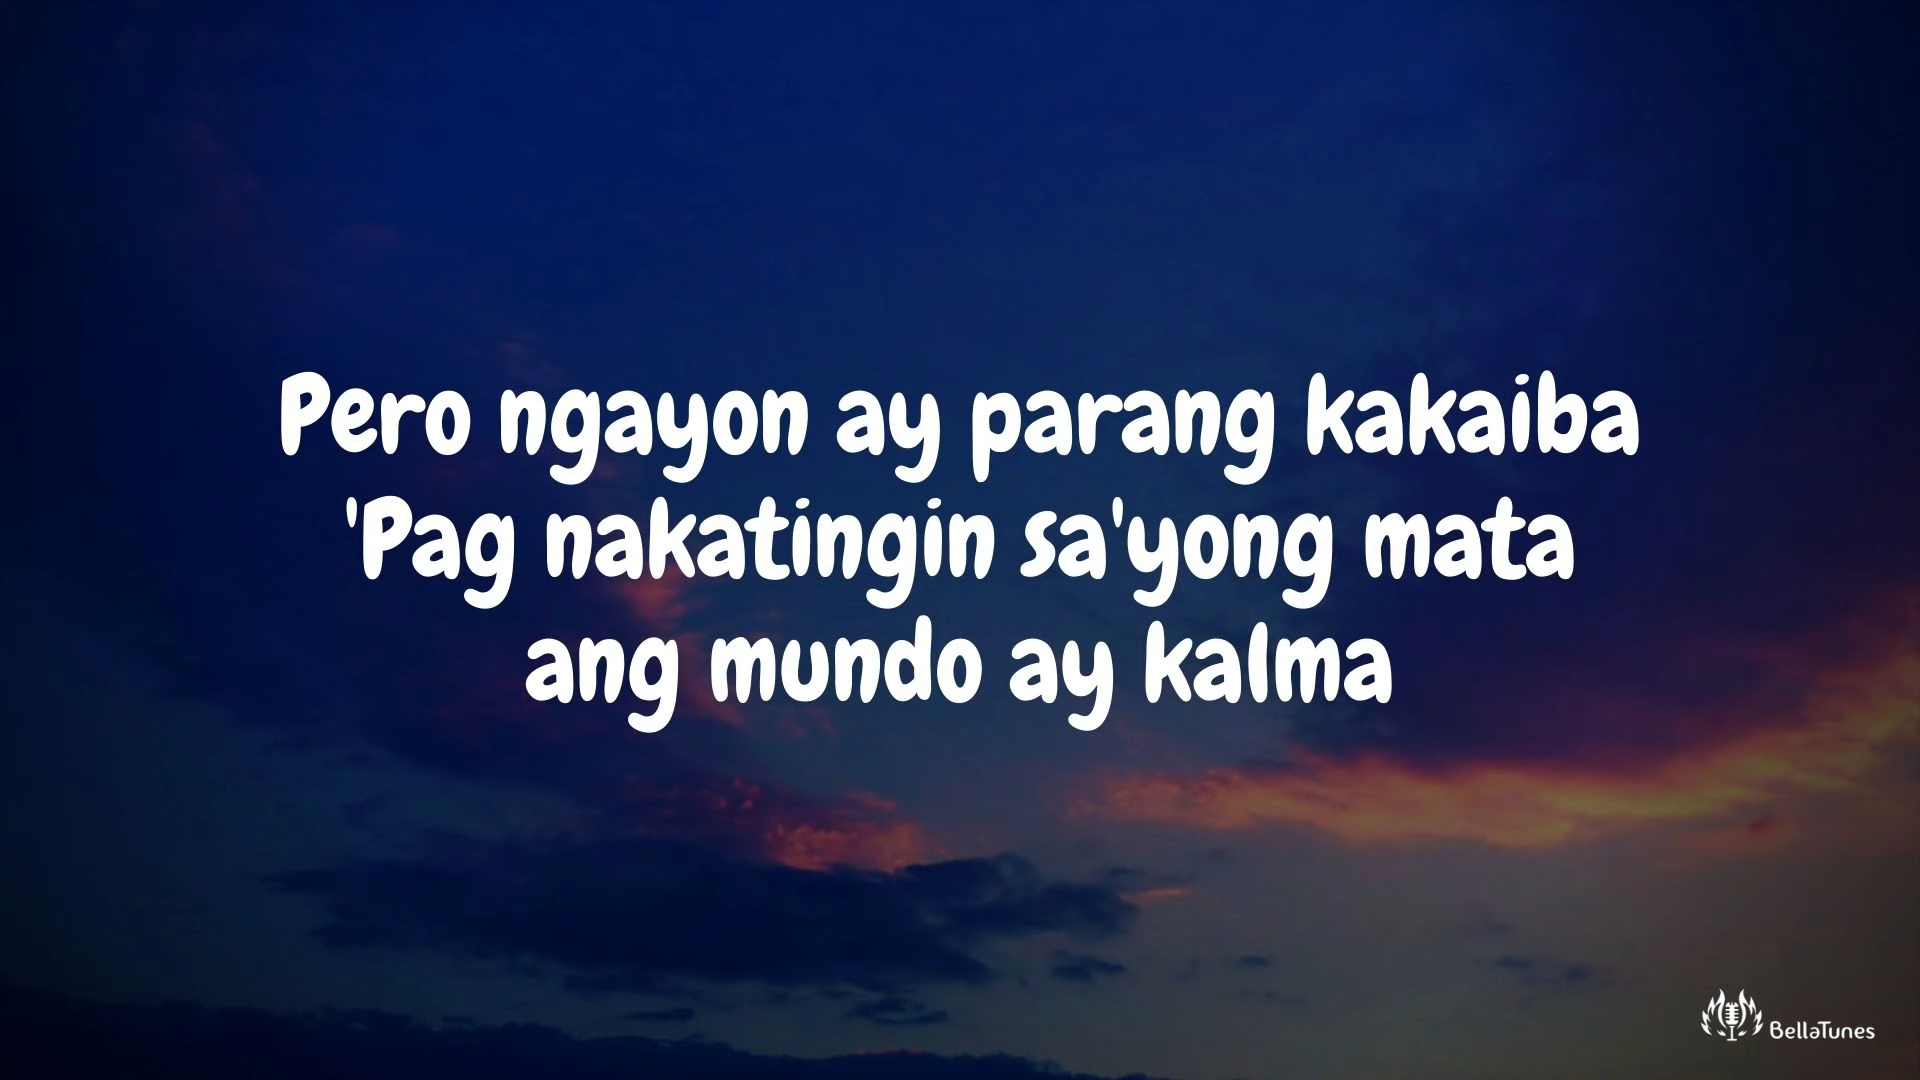 Pero ngayon ay parang kakaiba
'Pag nakatingin sa'yong mata
ang mundo ay kalma
BellaTunes